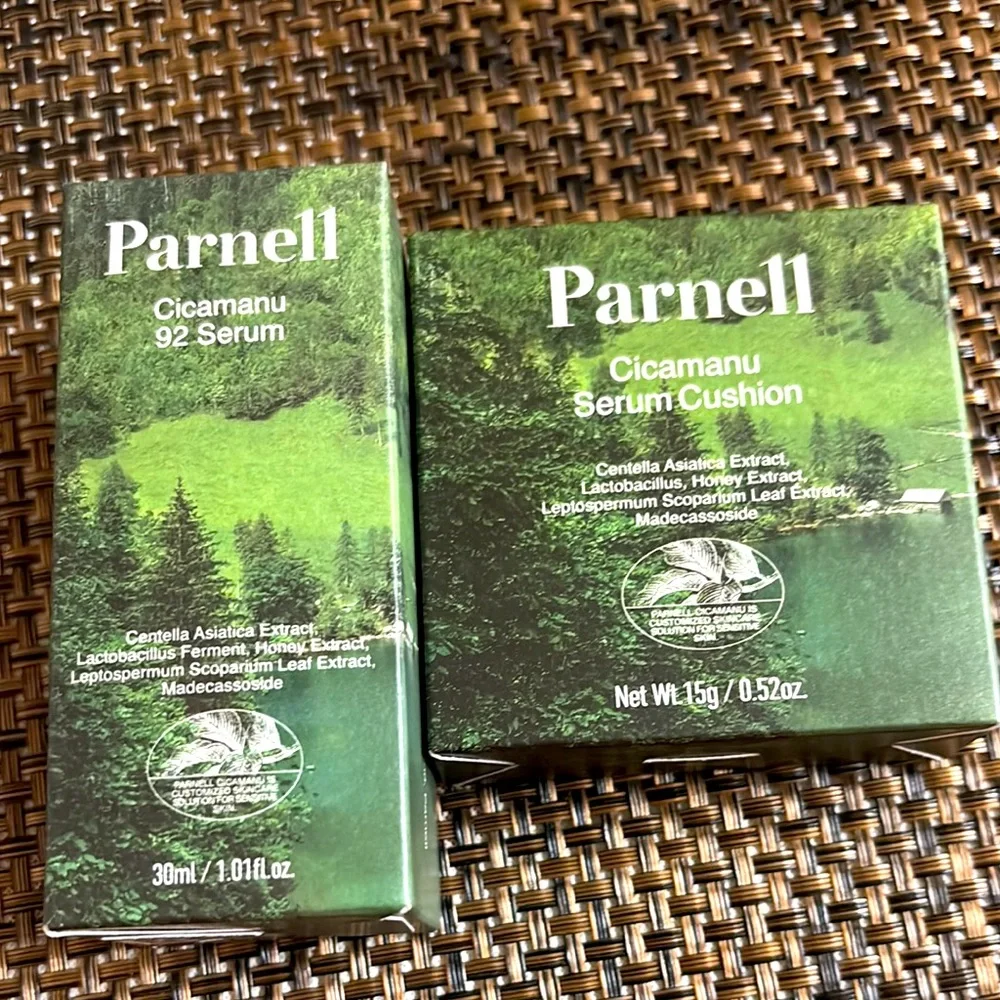 Parnell
Cicamanu
92 Serum
Centella Asiatica Extract,
Lactobacillus Ferment, Honey Extract,
Leptospermum Scoparium Leaf Extract,
Madecassoside
PARNELL CICAMANU IS
CUSTOMIZED SKINCARE
SOLUTION FOR SENSITIVE
SKIN.
30ml / 1.01fl.oz.
Parnell
Cicamanu
Serum Cushion
Centella Asiatica Extract,
Lactobacillus, Honey Extract,
Leptospermum Scoparium Leaf Extract,
Madecassoside
PARNELL CICAMANU IS
CUSTOMIZED SKINCARE
SOLUTION FOR SENSITIVE
SKIN.
Net Wt.15g / 0.52oz.